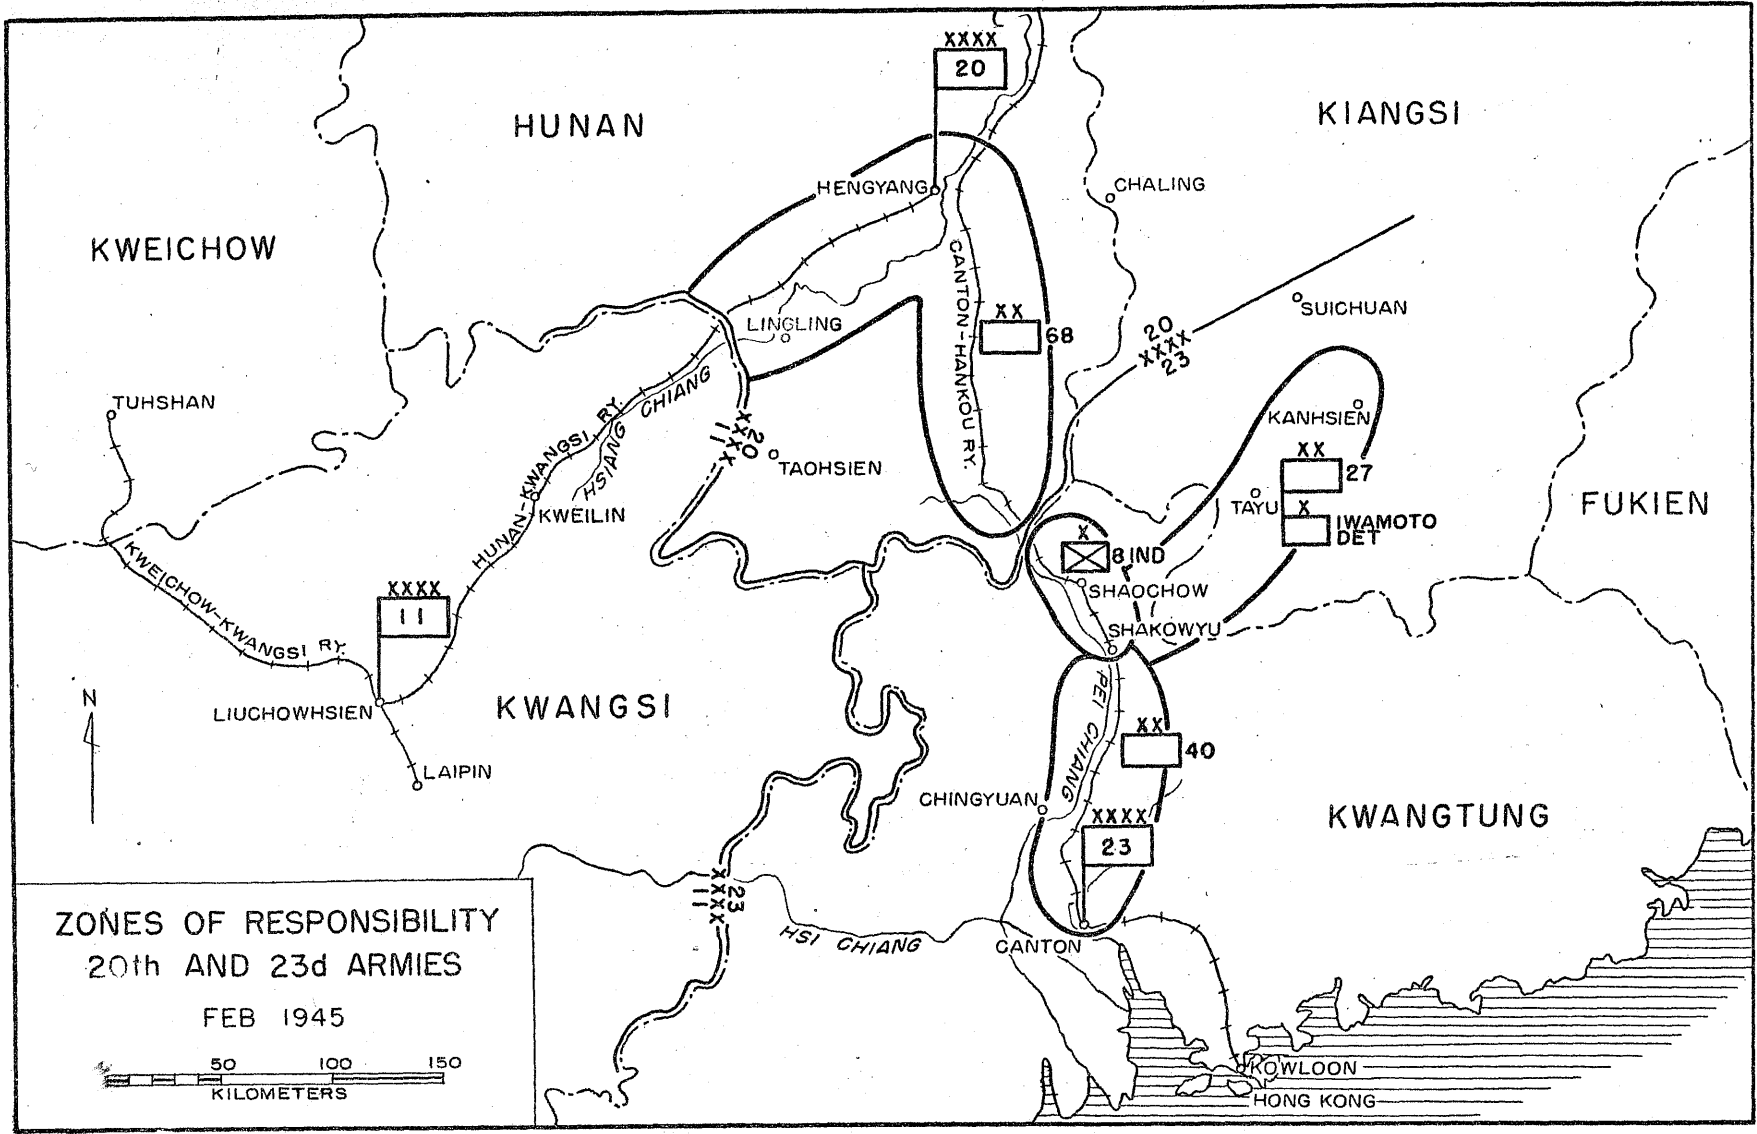 XXXX
20
HUNAN
KIANGSI
KWEICHOW
HENGYANG
CHALING
CANTON-HANKOU RY.
SUICHUAN
XX
68
LINGLING
20
XXXX
23
TUHSHAN
HSIANG CHIANG
HUNAN-KWANGSI RY.
20
XXXX
11
TAOHSIEN
KANHSIEN
XX
27
TAYU
X
IWAMOTO
DET
FUKIEN
KWEILIN
X
8 IND
SHAOCHOW
SHAKOWYU
KWEICHOW-KWANGSI RY.
XXXX
11
LIUCHOWHSIEN
KWANGSI
N
LAIPIN
PEI CHIANG
XX
40
CHINGYUAN
XXXX
23
KWANGTUNG
23
XXXX
11
HSI CHIANG
CANTON
KOWLOON
HONG KONG
ZONES OF RESPONSIBILITY
20th AND 23d ARMIES
FEB 1945
50 100 150
KILOMETERS